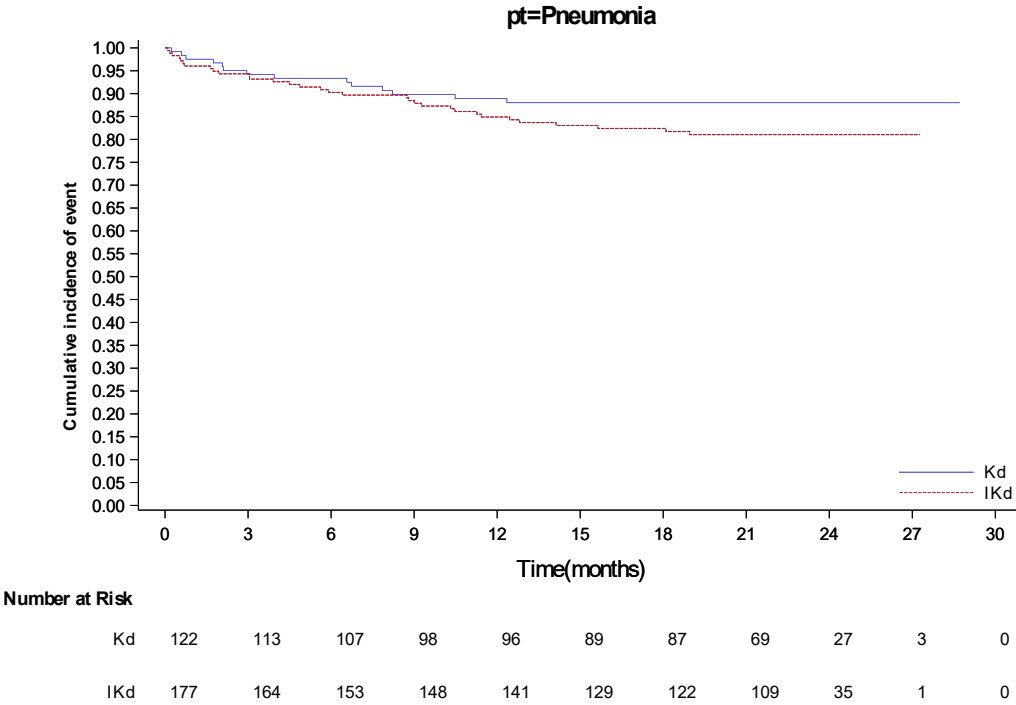 pt=Pneumonia
Cumulative incidence of event
1.00
0.95
0.90
0.85
0.80
0.75
0.70
0.65
0.60
0.55
0.50
0.45
0.40
0.35
0.30
0.25
0.20
0.15
0.10
0.05
0.00
Kd
IKd
0 3 6 9 12 15 18 21 24 27 30
Time(months)
Number at Risk
Kd 122 113 107 98 96 89 87 69 27 3 0
IKd 177 164 153 148 141 129 122 109 35 1 0